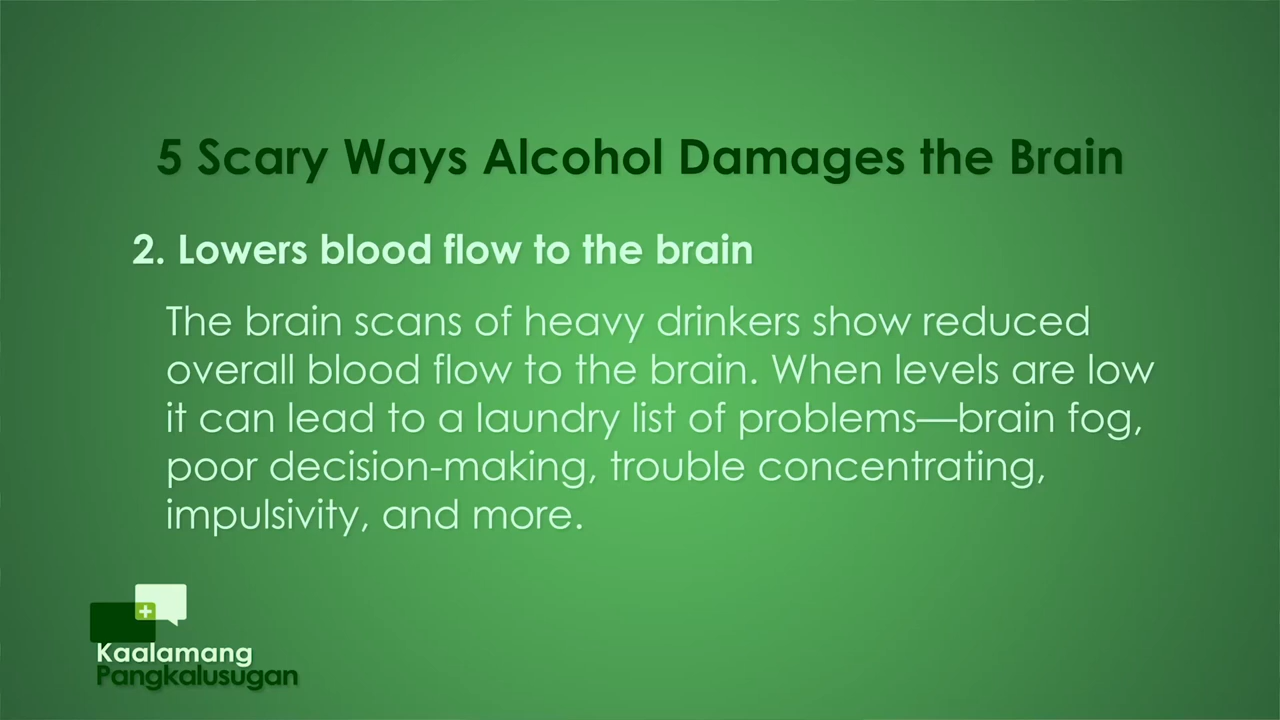 5 Scary Ways Alcohol Damages the Brain
2. Lowers blood flow to the brain
The brain scans of heavy drinkers show reduced
overall blood flow to the brain. When levels are low
it can lead to a laundry list of problems—brain fog,
poor decision-making, trouble concentrating,
impulsivity, and more.
Kaalamang
Pangkalusugan